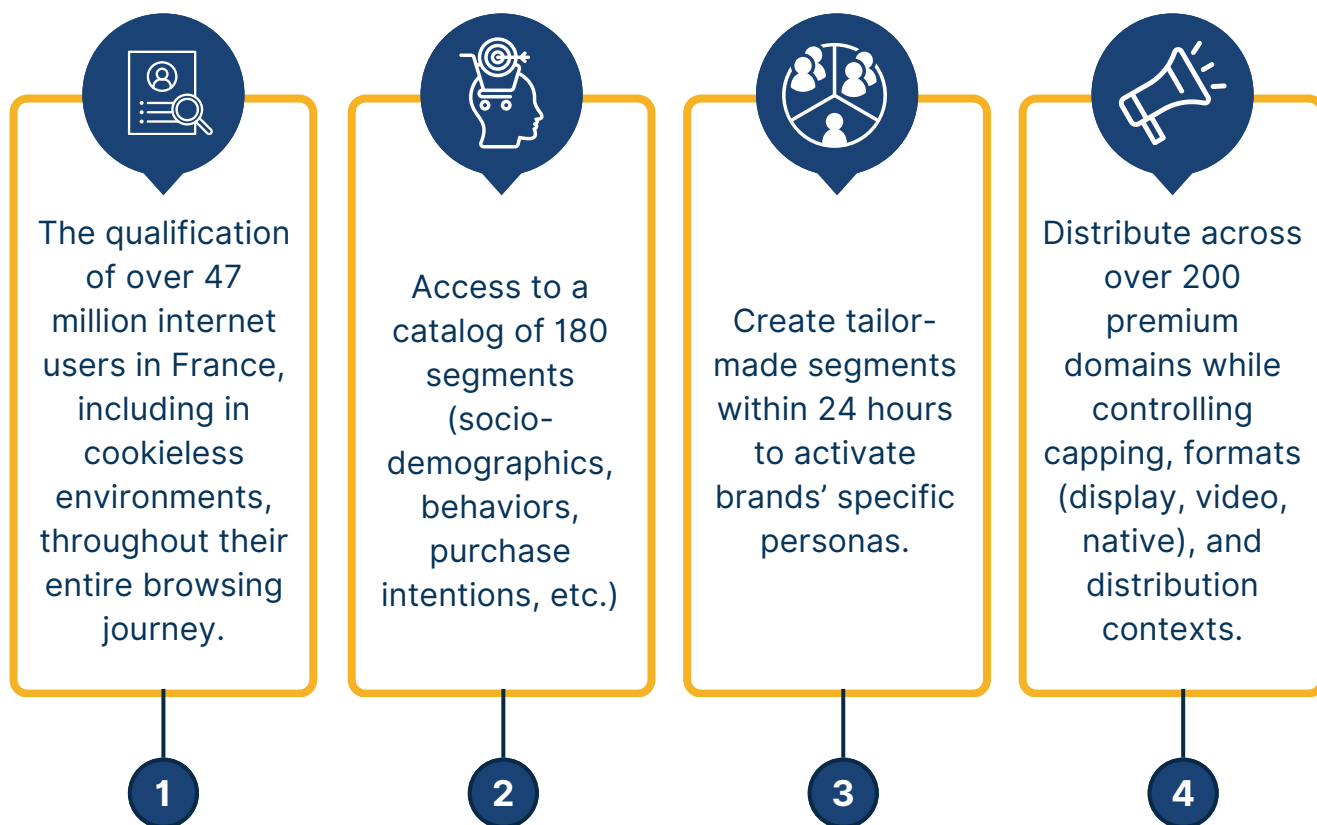 The qualification
of over 47
million internet
users in France,
including in
cookieless
environments,
throughout their
entire browsing
journey.
1
Access to a
catalog of 180
segments
(socio-
demographics,
behaviors,
purchase
intentions, etc.)
2
Create tailor-
made segments
within 24 hours
to activate
brands’ specific
personas.
3
Distribute across
over 200
premium
domains while
controlling
capping, formats
(display, video,
native), and
distribution
contexts.
4